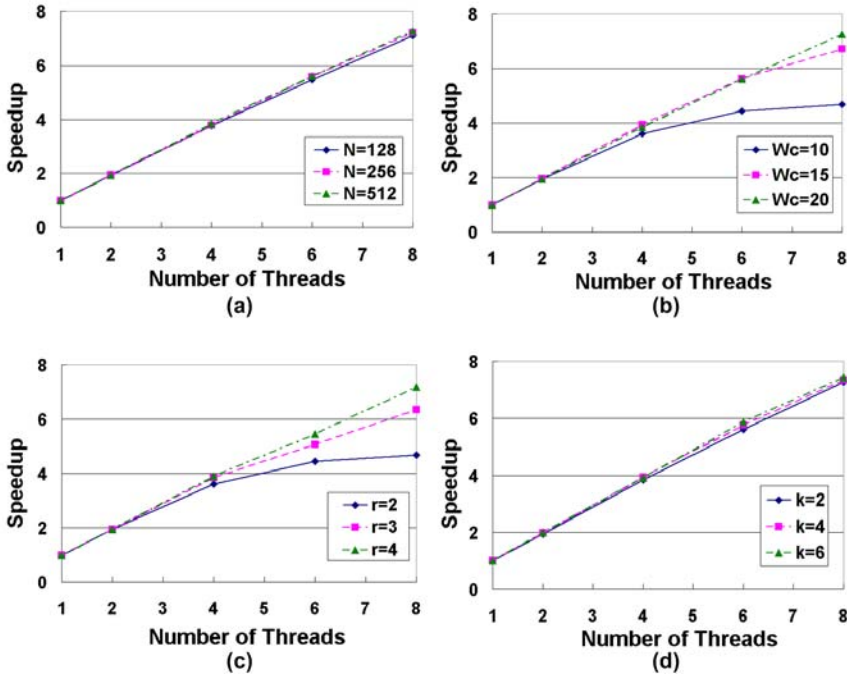 8
6
4
2
0
Speedup
N=128
N=256
N=512
1 2 3 4 5 6 7 8
Number of Threads
(a)
8
6
4
2
0
Speedup
Wc=10
Wc=15
Wc=20
1 2 3 4 5 6 7 8
Number of Threads
(b)
8
6
4
2
0
Speedup
r=2
r=3
r=4
1 2 3 4 5 6 7 8
Number of Threads
(c)
8
6
4
2
0
Speedup
k=2
k=4
k=6
1 2 3 4 5 6 7 8
Number of Threads
(d)